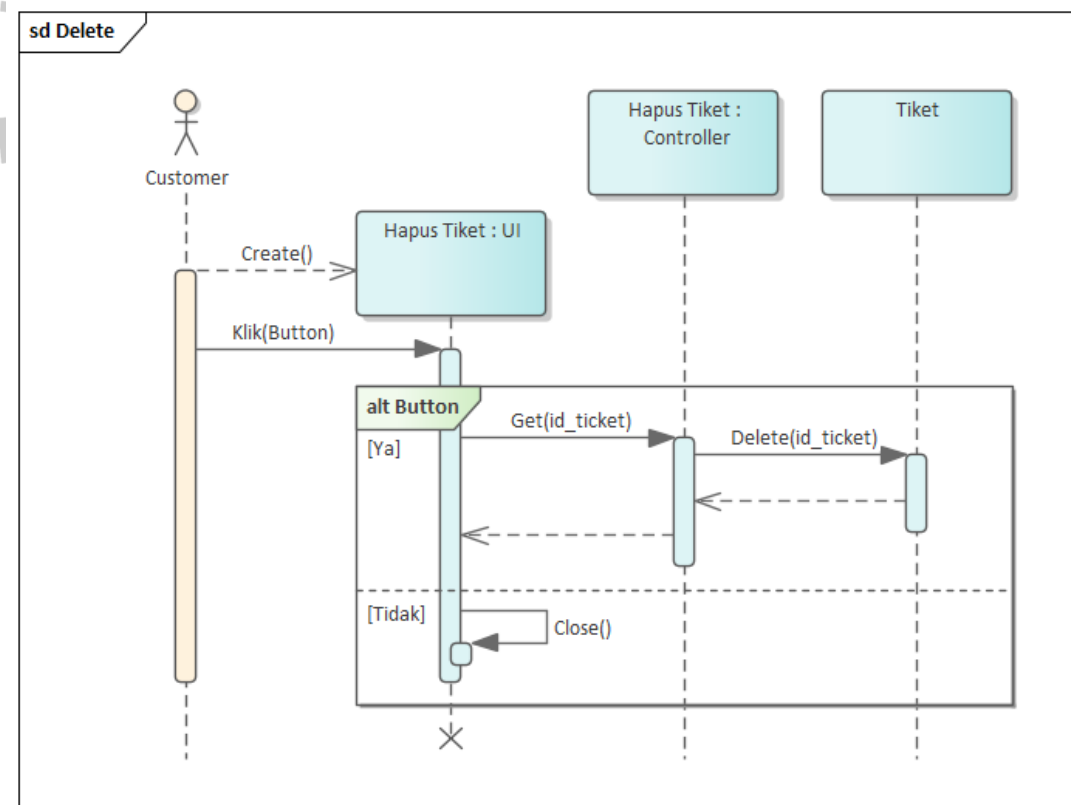 sd Delete
Hapus Tiket :
Controller
Tiket
Customer
Hapus Tiket : UI
Create()
Klik(Button)
alt Button
Get(id_ticket)
Delete(id_ticket)
[Ya]
[Tidak]
Close()